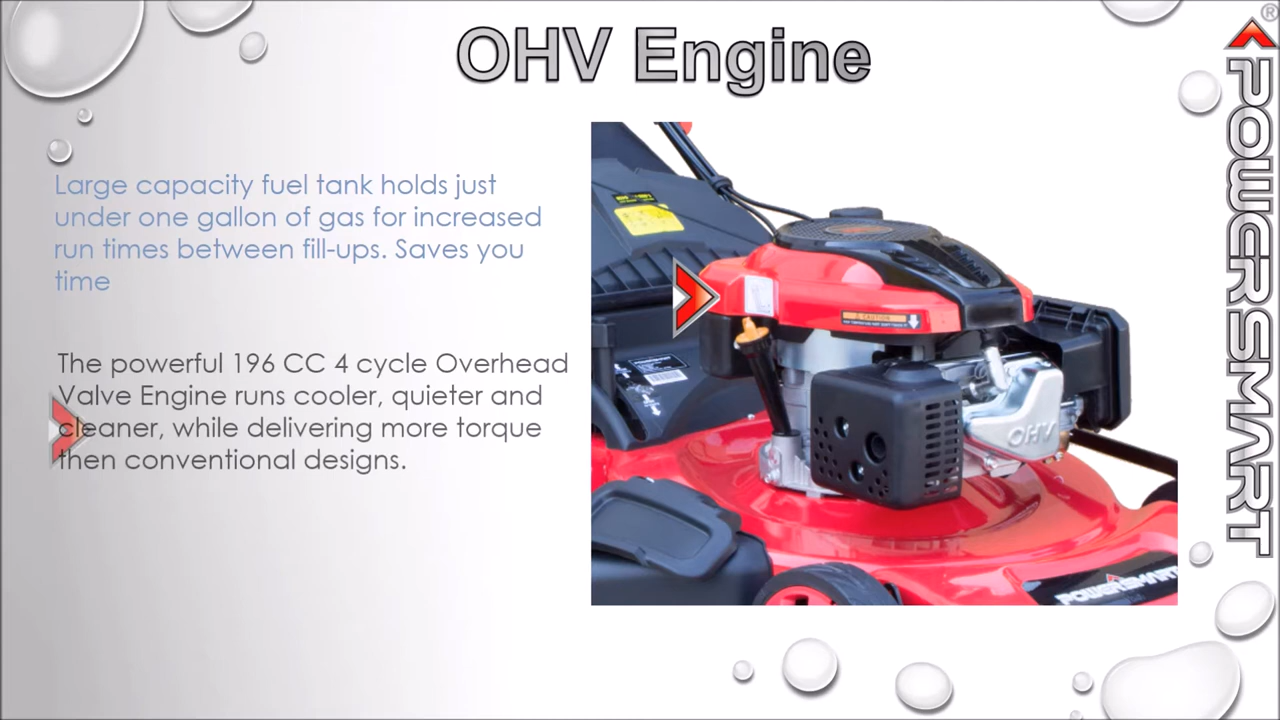 OHV Engine
Large capacity fuel tank holds just
under one gallon of gas for increased
run times between fill-ups. Saves you
time
The powerful 196 CC 4 cycle Overhead
Valve Engine runs cooler, quieter and
cleaner, while delivering more torque
then conventional designs.
CAUTION
OHV
POWERSMART
POWERSMART®